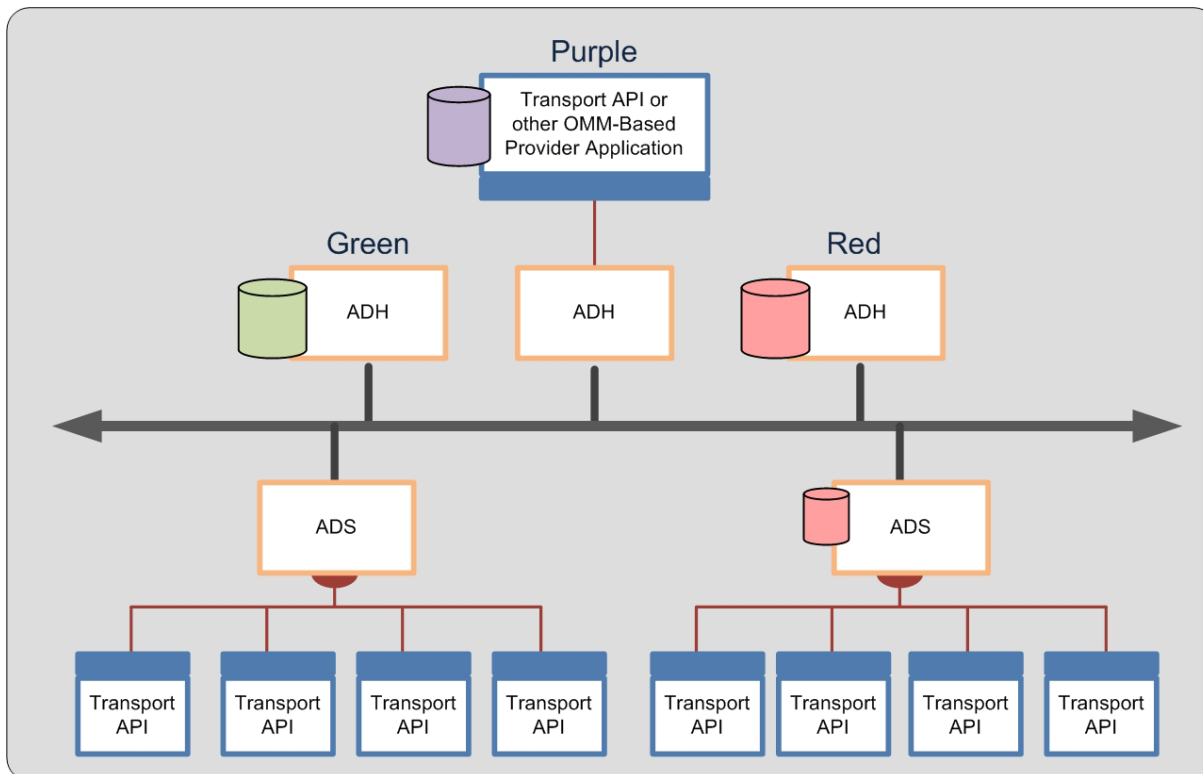 Purple
Transport API or
other OMM-Based
Provider Application
Green
Red
ADH
ADH
ADH
ADS
ADS
Transport
API
Transport
API
Transport
API
Transport
API
Transport
API
Transport
API
Transport
API
Transport
API